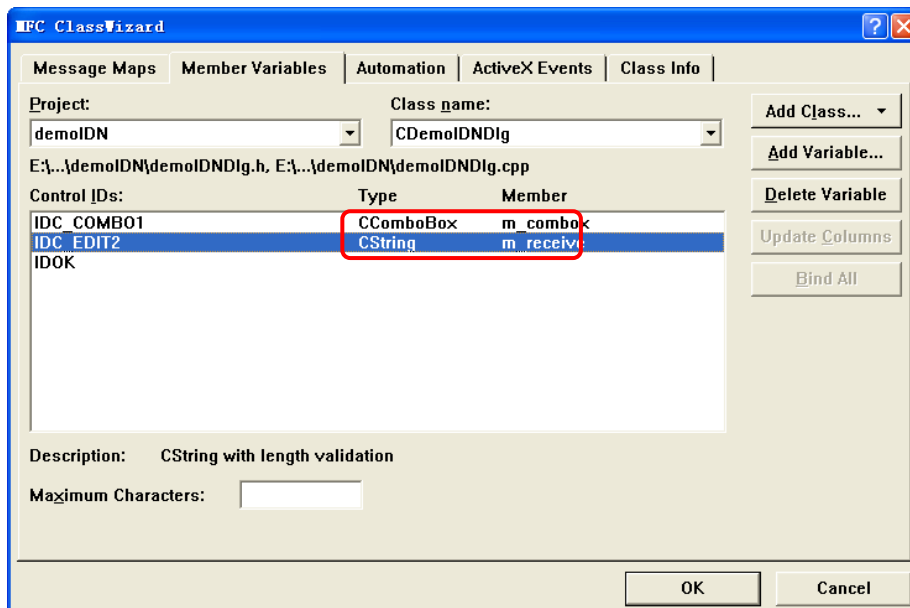 MFC ClassWizard
Message Maps Member Variables Automation ActiveX Events Class Info
Project: Class name:
demoIDN CDemoIDNDlg
E:\...\demoIDN\demoIDNDlg.h, E:\...\demoIDN\demoIDNDlg.cpp
Control IDs: Type Member
IDC_COMBO1 CComboBox m_combox
IDC_EDIT2 CString m_receive
IDOK
Add Class...
Add Variable...
Delete Variable
Update Columns
Bind All
Description: CString with length validation
Maximum Characters:
OK Cancel